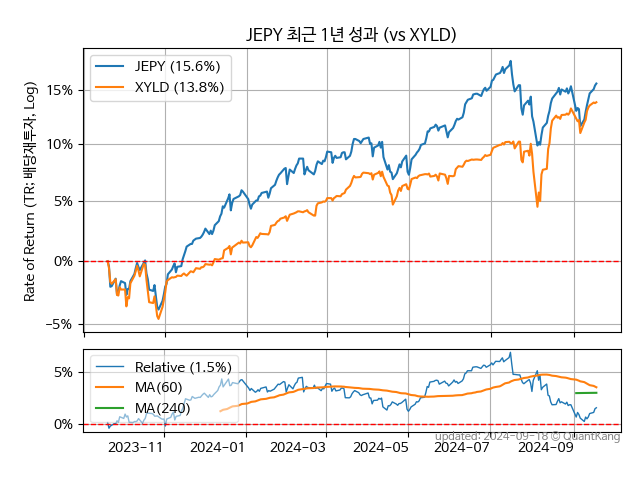 JEPY 최근 1년 성과 (vs XYLD)
Rate of Return (TR: 배당재투자, Log)
15%
10%
5%
0%
−5%
JEPY (15.6%)
XYLD (13.8%)
5%
0%
Relative (1.5%)
MA(60)
MA(240)
2023−11
2024−01
2024−03
2024−05
2024−07
2024−09
updated: 2024-09-18 © QuantKang